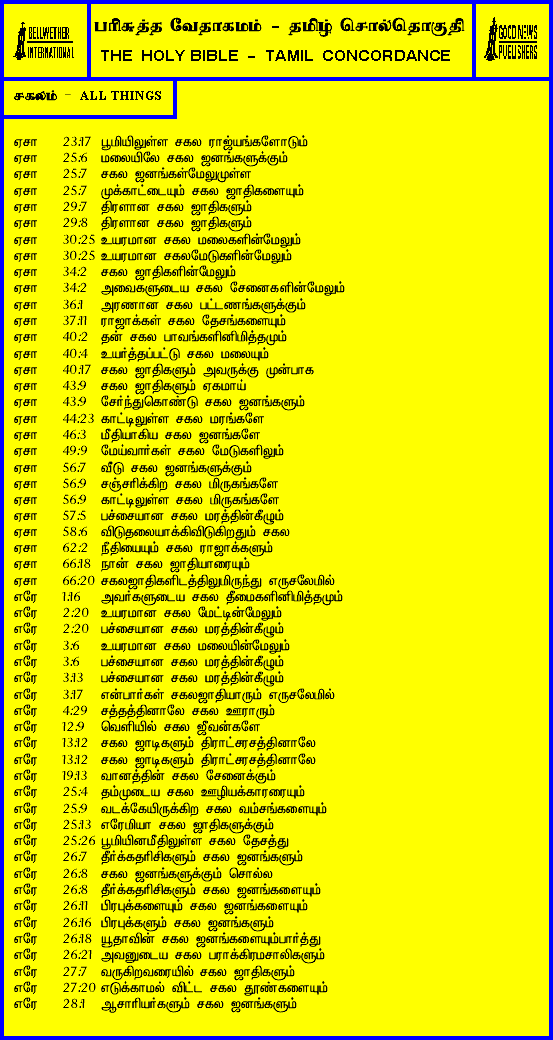 BELLWETHER INTERNATIONAL
பரிசுத்த வேதாகமம் - தமிழ் சொல்தொகுதி
THE HOLY BIBLE - TAMIL CONCORDANCE
GOOD NEWS PUBLISHERS
சகலம் - ALL THINGS
ஏசா 23:17 பூமியிலுள்ள சகல ராஜ்யங்களோடும்
ஏசா 25:6 மலையிலே சகல ஜனங்களுக்கும்
ஏசா 25:7 சகல ஜனங்கள்மேலுமுள்ள
ஏசா 25:7 முக்காட்டையும் சகல ஜாதிகளையும்
ஏசா 29:7 திரளான சகல ஜாதிகளும்
ஏசா 29:8 திரளான சகல ஜாதிகளும்
ஏசா 30:25 உயரமான சகல மலைகளின்மேலும்
ஏசா 30:25 உயரமான சகலமேடுகளின்மேலும்
ஏசா 34:2 சகல ஜாதிகளின்மேலும்
ஏசா 34:2 அவைகளுடைய சகல சேனைகளின்மேலும்
ஏசா 36:1 அரணான சகல பட்டணங்களுக்கும்
ஏசா 37:11 ராஜாக்கள் சகல தேசங்களையும்
ஏசா 40:2 தன் சகல பாவங்களினிமித்தமும்
ஏசா 40:4 உயர்த்தப்பட்டு சகல மலையும்
ஏசா 40:17 சகல ஜாதிகளும் அவருக்கு முன்பாக
ஏசா 43:9 சகல ஜாதிகளும் ஏகமாய்
ஏசா 43:9 சேர்ந்துகொண்டு சகல ஜனங்களும்
ஏசா 44:23 காட்டிலுள்ள சகல மரங்களே
ஏசா 46:3 மீதியாகிய சகல ஜனங்களே
ஏசா 49:9 மேய்வார்கள் சகல மேடுகளிலும்
ஏசா 56:7 வீடு சகல ஜனங்களுக்கும்
ஏசா 56:9 சஞ்சரிக்கிற சகல மிருகங்களே
ஏசா 56:9 காட்டிலுள்ள சகல மிருகங்களே
ஏசா 57:5 பச்சையான சகல மரத்தின்கீழும்
ஏசா 58:6 விடுதலையாக்கிவிடுகிறதும் சகல
ஏசா 62:2 நீதியையும் சகல ராஜாக்களும்
ஏசா 66:18 நான் சகல ஜாதியாரையும்
ஏசா 66:20 சகலஜாதிகளிடத்திலுமிருந்து எருசலேமில்
எரே 1:16 அவர்களுடைய சகல தீமைகளினிமித்தமும்
எரே 2:20 உயரமான சகல மேட்டின்மேலும்
எரே 2:20 பச்சையான சகல மரத்தின்கீழும்
எரே 3:6 உயரமான சகல மலையின்மேலும்
எரே 3:6 பச்சையான சகல மரத்தின்கீழும்
எரே 3:13 பச்சையான சகல மரத்தின்கீழும்
எரே 3:17 என்பார்கள் சகலஜாதியாரும் எருசலேமில்
எரே 4:29 சத்தத்தினாலே சகல ஊராரும்
எரே 12:9 வெளியில் சகல ஜீவன்களே
எரே 13:12 சகல ஜாடிகளும் திராட்சரசத்தினாலே
எரே 13:12 சகல ஜாடிகளும் திராட்சரசத்தினாலே
எரே 19:13 வானத்தின் சகல சேனைக்கும்
எரே 25:4 தம்முடைய சகல ஊழியக்காரரையும்
எரே 25:9 வடக்கேயிருக்கிற சகல வம்சங்களையும்
எரே 25:13 எரேமியா சகல ஜாதிகளுக்கும்
எரே 25:26 பூமியினமீதிலுள்ள சகல தேசத்து
எரே 26:7 தீர்க்கதரிசிகளும் சகல ஜனங்களும்
எரே 26:8 சகல ஜனங்களுக்கும் சொல்ல
எரே 26:8 தீர்க்கதரிசிகளும் சகல ஜனங்களையும்
எரே 26:11 பிரபுக்களையும் சகல ஜனங்களையும்
எரே 26:16 பிரபுக்களும் சகல ஜனங்களும்
எரே 26:18 யூதாவின் சகல ஜனங்களையும்பார்த்து
எரே 26:21 அவனுடைய சகல பராக்கிரமசாலிகளும்
எரே 27:7 வருகிறவரையில் சகல ஜாதிகளும்
எரே 27:20 எடுக்காமல் விட்ட சகல தூண்களையும்
எரே 28:1 ஆசாரியர்களும் சகல ஜனங்களும்